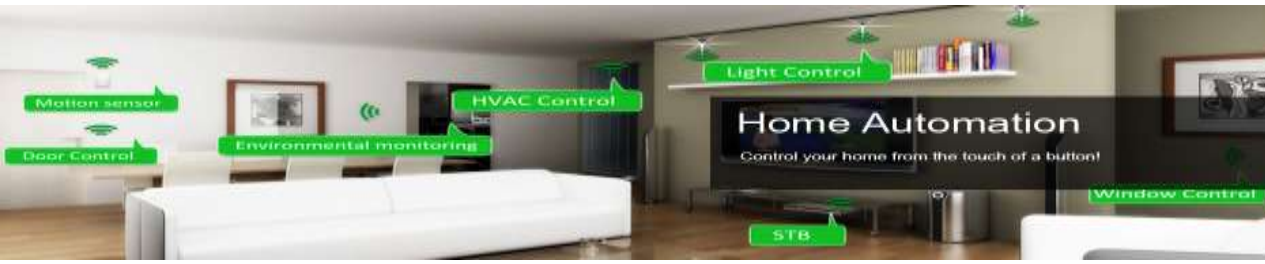 Light Control
Motion sensor
HVAC Control
Home Automation
Door Control
Environmental monitoring
Control your home from the touch of a button!
Window Control
STB